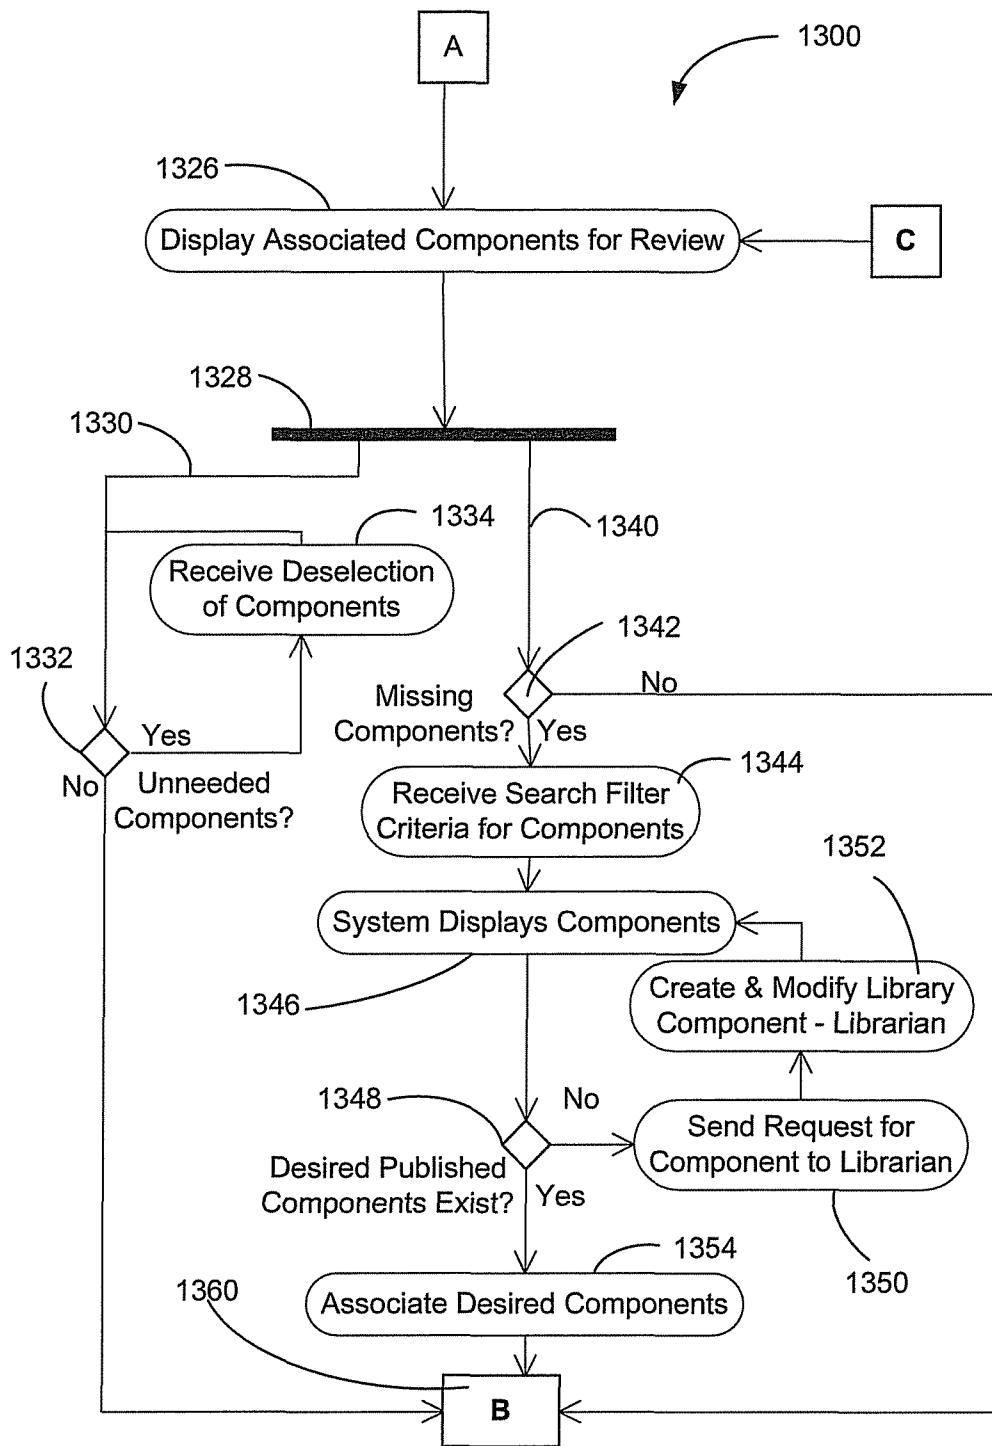 A
1300
1326
Display Associated Components for Review
C
1328
1330
1334
1340
Receive Deselection
of Components
1342
1332
No
Missing
Components?
Yes
Yes
No
Unneeded
Components?
1344
Receive Search Filter
Criteria for Components
1352
System Displays Components
1346
Create & Modify Library
Component - Librarian
1348
No
Send Request for
Component to Librarian
Desired Published
Components Exist?
Yes
1354
1350
1360
Associate Desired Components
B